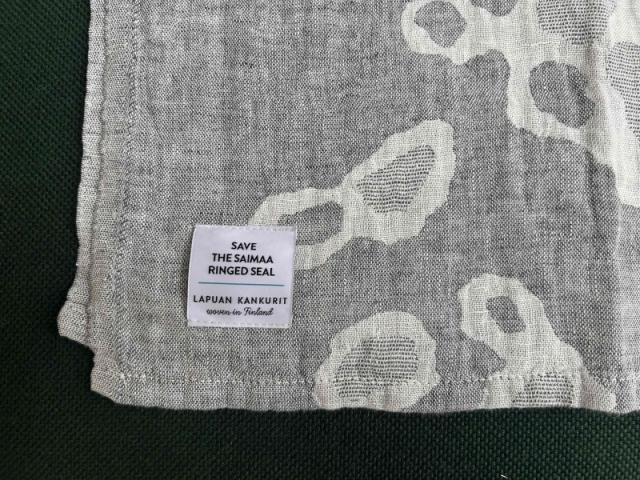 SAVE
THE SAIMAA
RINGED SEAL
LAPUAN KANKURIT
woven in Finland